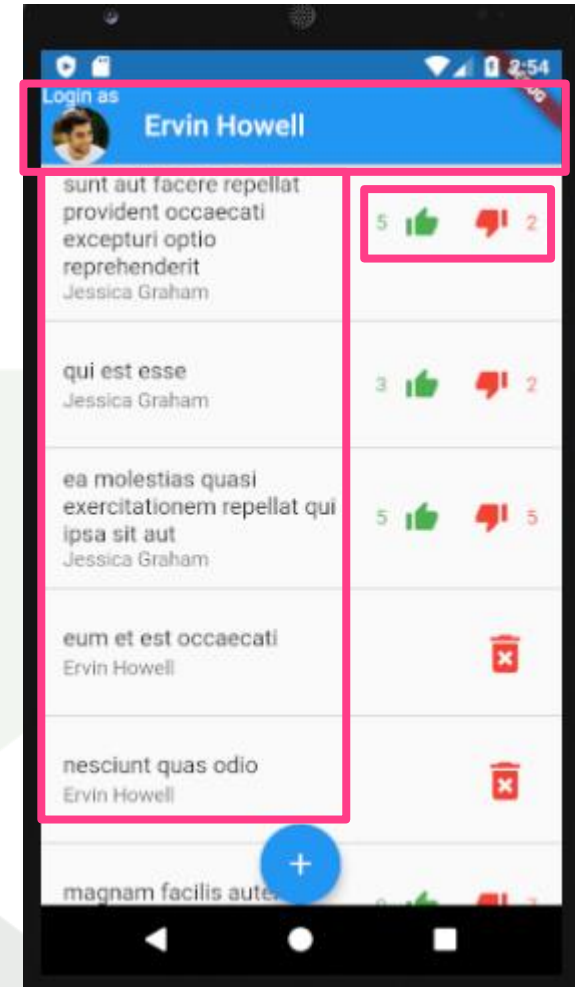 2:54
Login as
Ervin Howell
sunt aut facere repellat
provident occaecati
excepturi optio
reprehenderit
Jessica Graham
5 2
qui est esse
Jessica Graham
3 2
ea molestias quasi
exercitationem repellat qui
ipsa sit aut
Jessica Graham
5 5
eum et est occaecati
Ervin Howell
nesciunt quas odio
Ervin Howell
+
magnam facilis